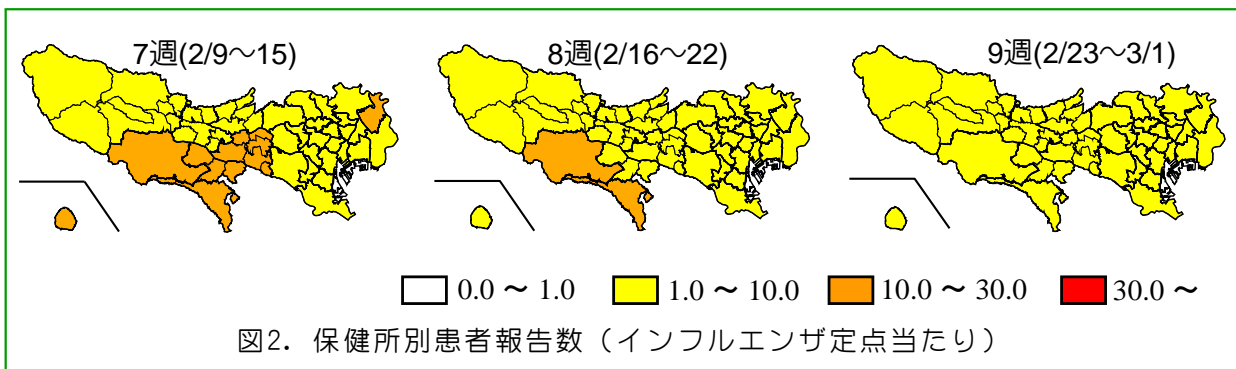 7週(2/9〜15)
8週(2/16〜22)
9週(2/23〜3/1)
0.0 〜 1.0
1.0 〜 10.0
10.0 〜 30.0
30.0 〜
図2. 保健所別患者報告数（インフルエンザ定点当たり）